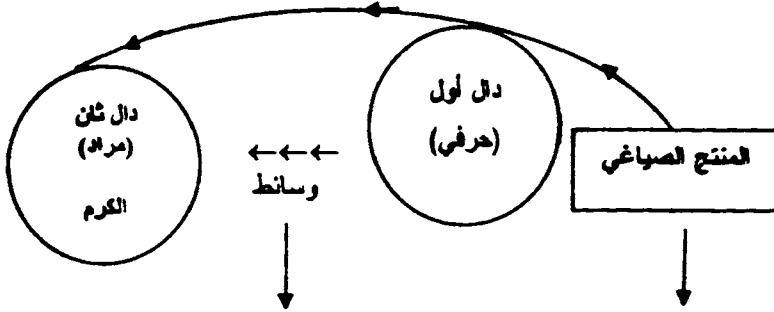 المنتج الصياغي
دال أول
(حرفي)
←←←
وسائط
دال ثان
(مراد)
الكرم